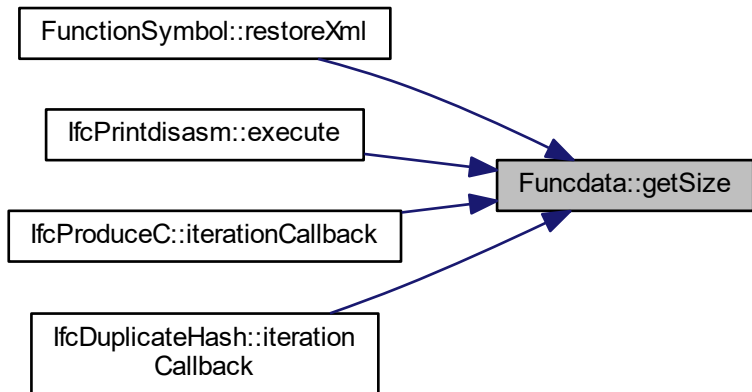 FunctionSymbol::restoreXml
IfcPrintdisasm::execute
Funcdata::getSize
IfcProduceC::iterationCallback
IfcDuplicateHash::iteration
Callback